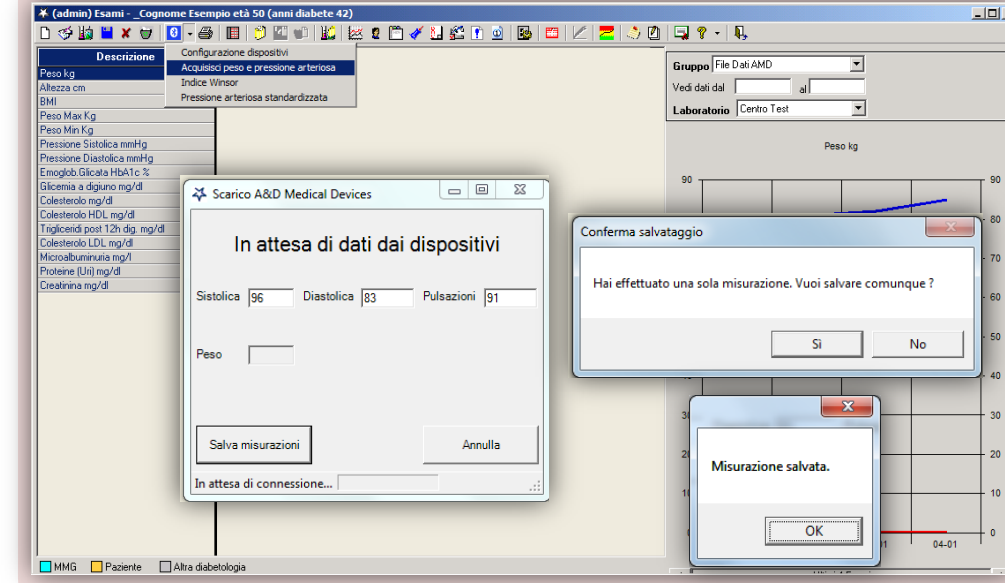 (admin) Esami - _Cognome Esempio età 50 (anni diabete 42)
Descrizione
Peso kg
Altezza cm
BMI
Peso Max Kg
Peso Min Kg
Pressione Sistolica mmHg
Pressione Diastolica mmHg
Emoglob.Glicata HbA1c %
Glicemia a digiuno mg/dl
Colesterolo mg/dl
Colesterolo HDL mg/dl
Trigliceridi post 12h dig. mg/dl
Colesterolo LDL mg/dl
Microalbuminuria mg/l
Proteine (Uri) mg/dl
Creatinina mg/dl
Configurazione dispositivi
Acquisisci peso e pressione arteriosa
Indice Winsor
Pressione arteriosa standardizzata
Gruppo File Dati AMD
Vedi dati dal al
Laboratorio Centro Test
Peso kg
90 90
80
70
60
50
40 40
30 30
20 20
10 10
0
04-01
Scarico A&D Medical Devices
In attesa di dati dai dispositivi
Sistolica 96 Diastolica 83 Pulsazioni 91
Peso
Salva misurazioni Annulla
In attesa di connessione...
Conferma salvataggio
Hai effettuato una sola misurazione. Vuoi salvare comunque ?
Sì No
Misurazione salvata.
OK
MMG Paziente Altra diabetologia